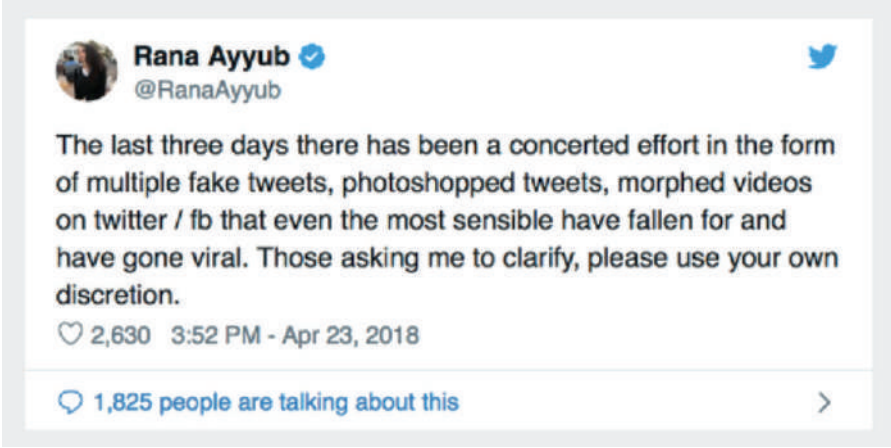 Rana Ayyub
@RanaAyyub
The last three days there has been a concerted effort in the form
of multiple fake tweets, photoshopped tweets, morphed videos
on twitter / fb that even the most sensible have fallen for and
have gone viral. Those asking me to clarify, please use your own
discretion.
2,630 3:52 PM - Apr 23, 2018
1,825 people are talking about this